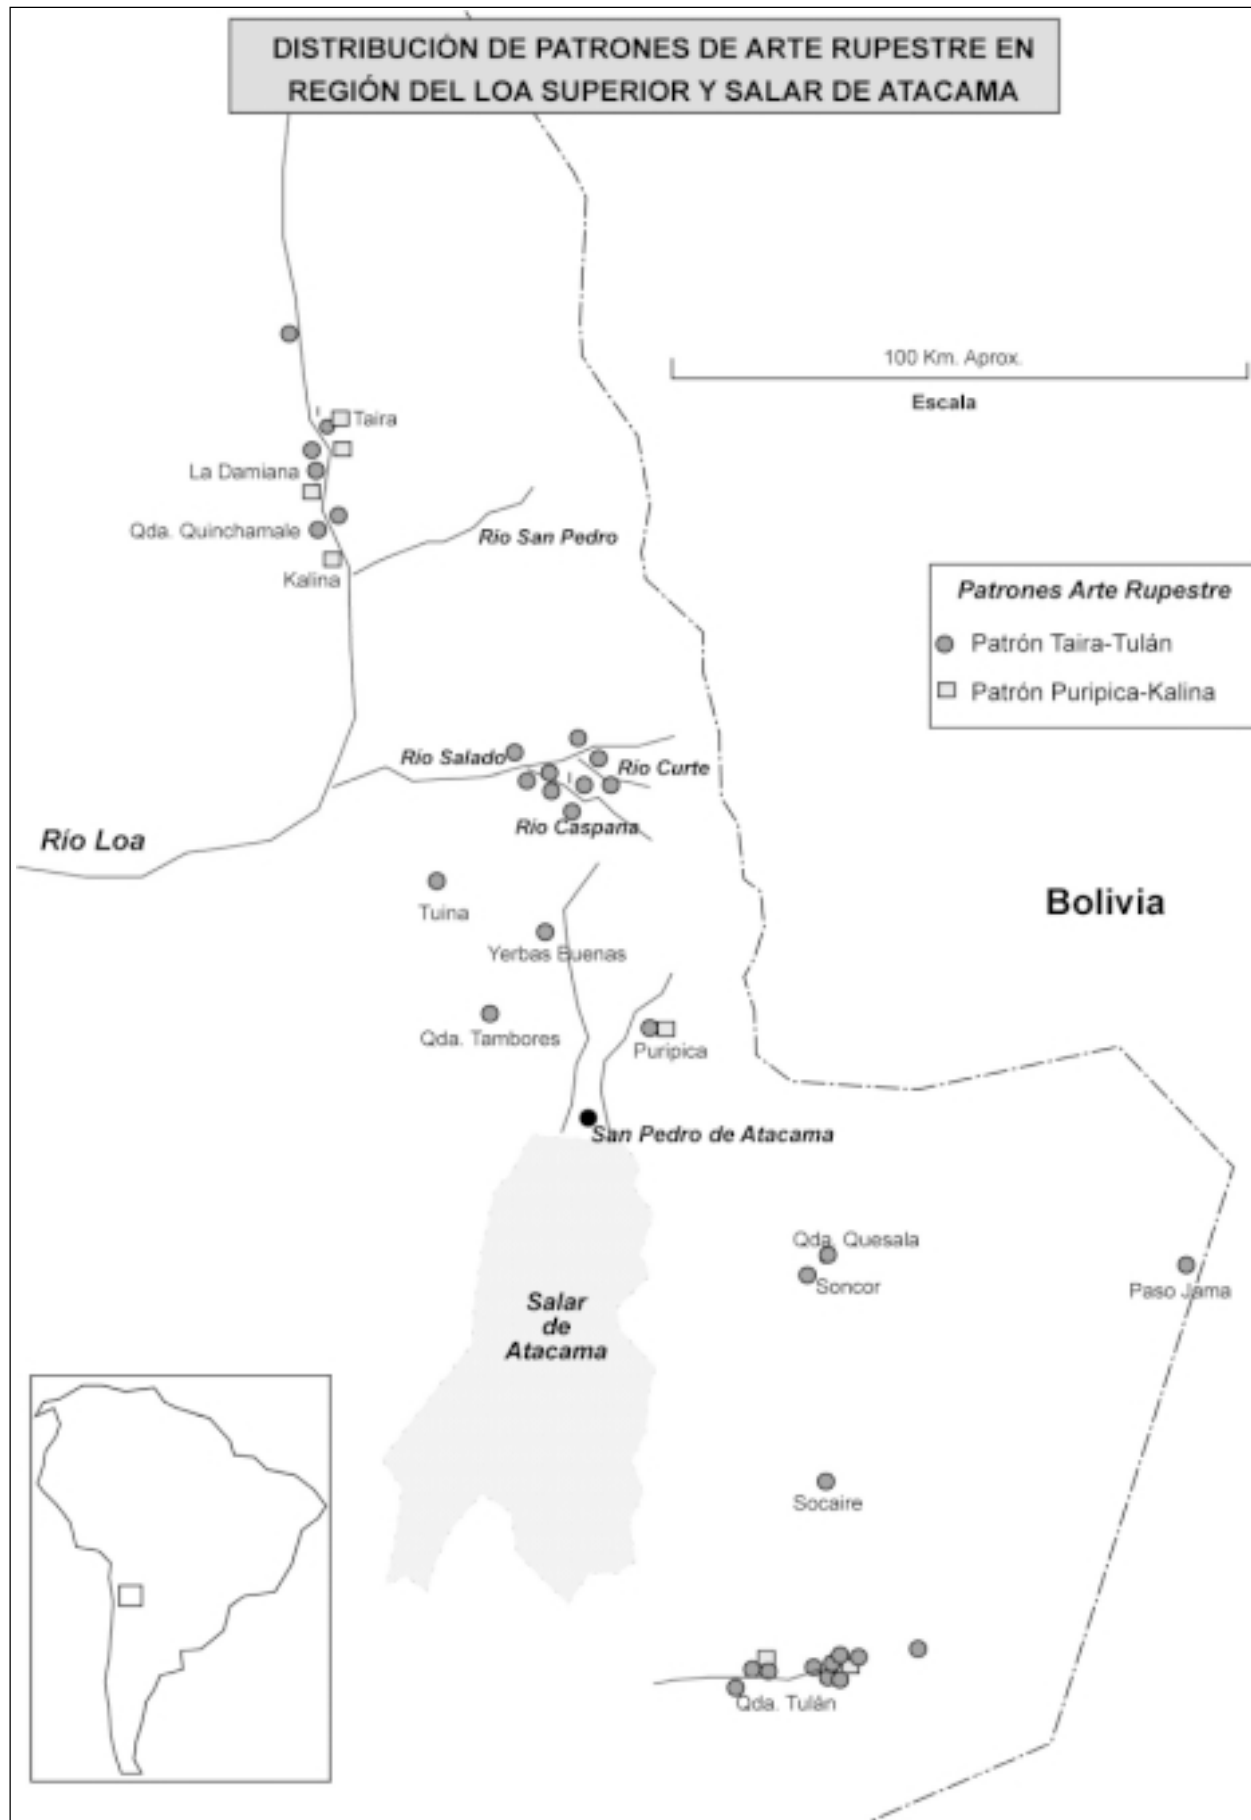 DISTRIBUCIÓN DE PATRONES DE ARTE RUPESTRE EN
REGIÓN DEL LOA SUPERIOR Y SALAR DE ATACAMA
100 Km. Aprox.
Escala
Taira
La Damiana
Qda. Quinchamale
Río San Pedro
Kalina
Patrones Arte Rupestre
Patrón Taira-Tulán
Patrón Puripica-Kalina
Río Salado
Río Curte
Río Caspana
Río Loa
Tuina
Bolivia
Yerbas Buenas
Qda. Tambores
Puripica
San Pedro de Atacama
Qda. Quesala
Soncor
Paso Jama
Salar
de
Atacama
Socaire
Qda. Tulán